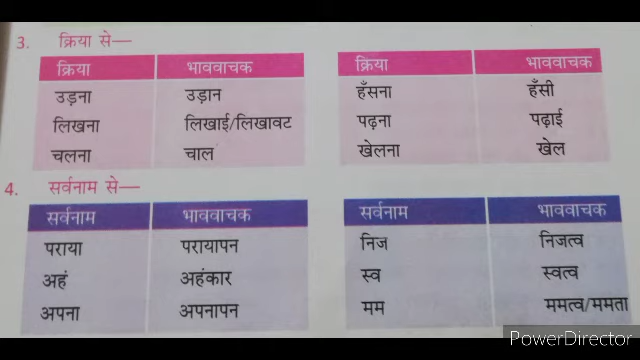 3. क्रिया से—
क्रिया भाववाचक
उड़ना उड़ान
लिखना लिखाई/लिखावट
चलना चाल
क्रिया भाववाचक
हँसना हँसी
पढ़ना पढ़ाई
खेलना खेल
4. सर्वनाम से—
सर्वनाम भाववाचक
पराया परायापन
अहं अहंकार
अपना अपनापन
सर्वनाम भाववाचक
निज निजत्व
स्व स्वत्व
मम ममत्व/ममता
PowerDirector